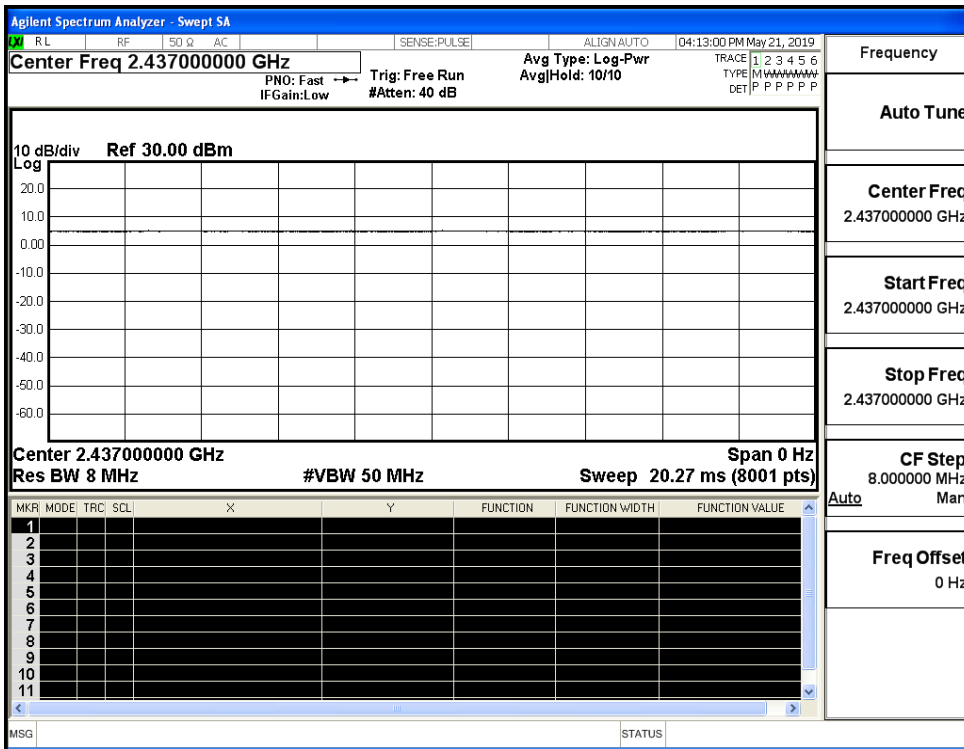 Agilent Spectrum Analyzer - Swept SA
LXI RL RF 50 Ω AC SENSE:PULSE ALIGN AUTO 04:13:00 PM May 21, 2019
Center Freq 2.437000000 GHz
PNO: Fast
IFGain:Low
Trig: Free Run
#Atten: 40 dB
Avg Type: Log-Pwr
Avg|Hold: 10/10
TRACE 1 2 3 4 5 6
TYPE M WWWWW
DET P P P P P P
10 dB/div Ref 30.00 dBm
Log
20.0
10.0
0.00
-10.0
-20.0
-30.0
-40.0
-50.0
-60.0
Center 2.437000000 GHz Span 0 Hz
Res BW 8 MHz #VBW 50 MHz Sweep 20.27 ms (8001 pts)
MKR MODE TRC SCL X Y FUNCTION FUNCTION WIDTH FUNCTION VALUE
1
2
3
4
5
6
7
8
9
10
11
MSG STATUS
Frequency
Auto Tune
Center Freq
2.437000000 GHz
Start Freq
2.437000000 GHz
Stop Freq
2.437000000 GHz
CF Step
8.000000 MHz
Auto Man
Freq Offset
0 Hz